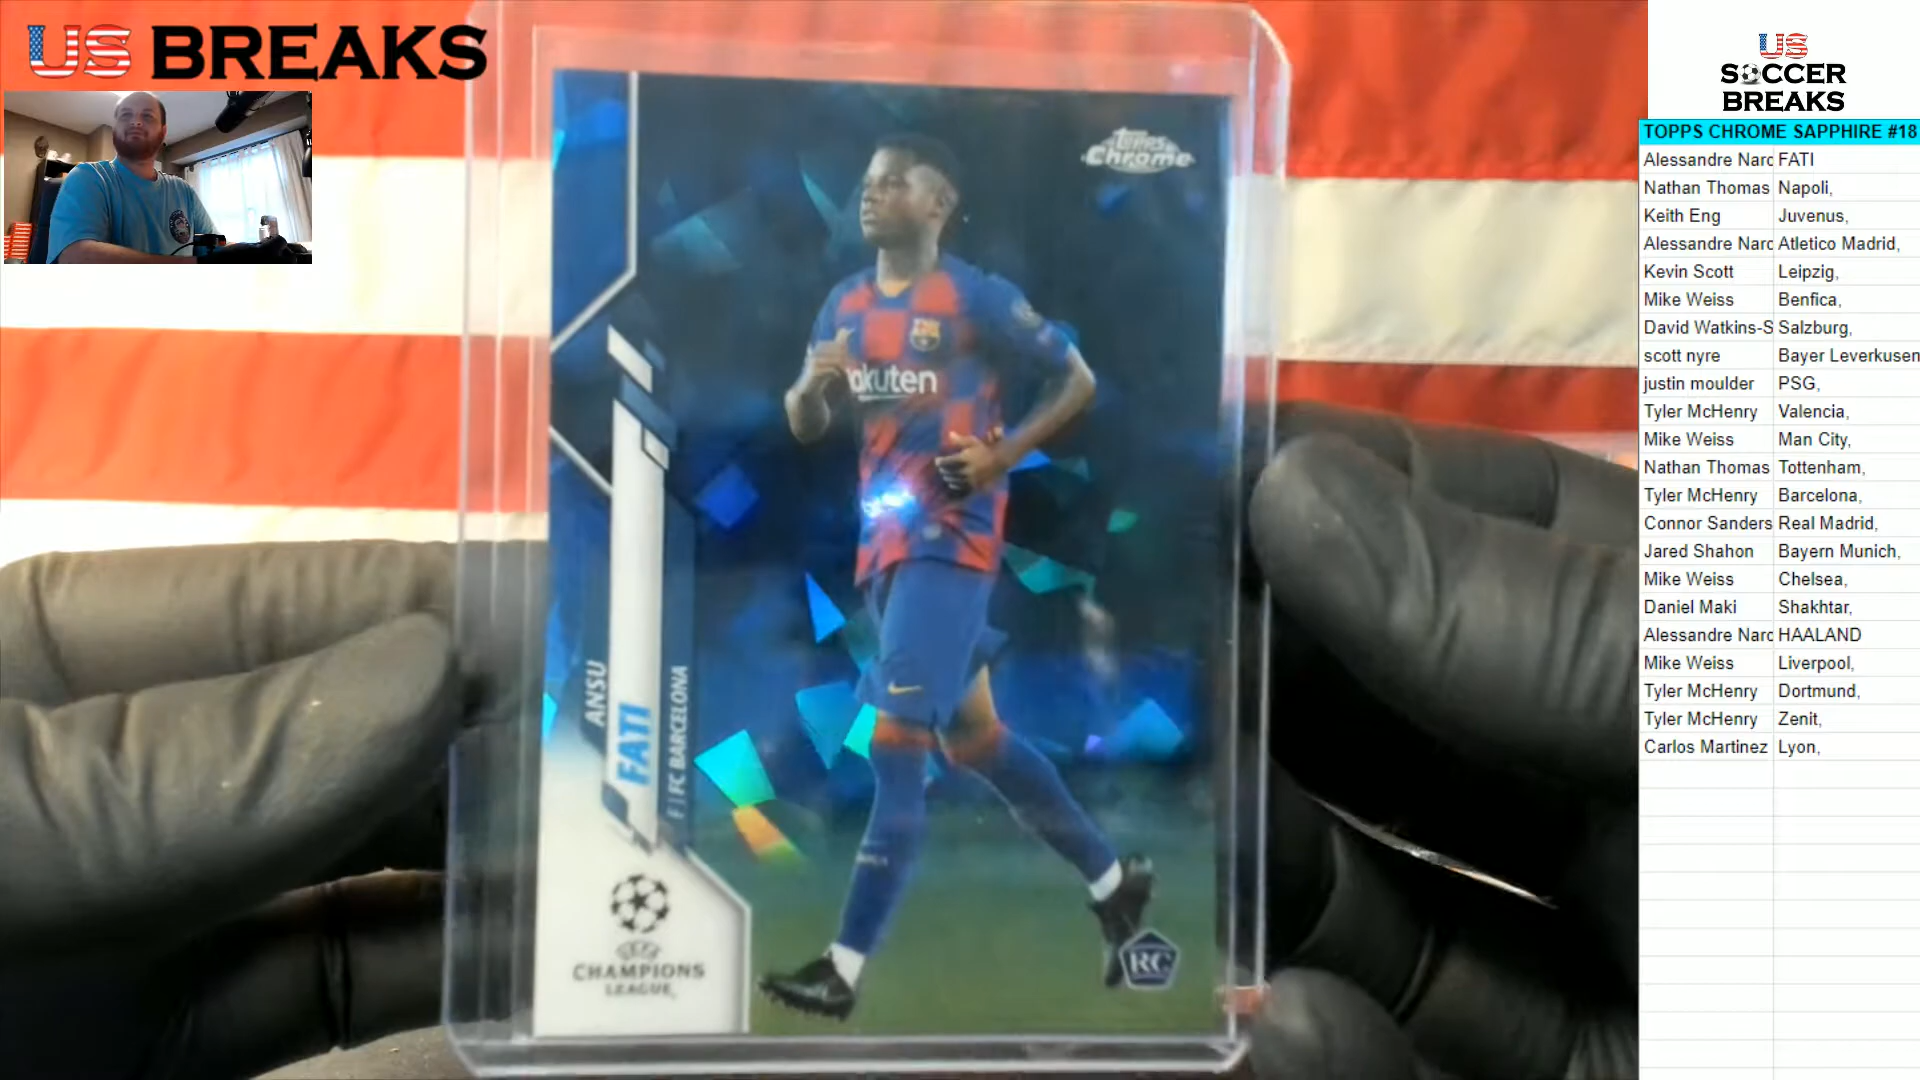 US BREAKS
US
SOCCER
BREAKS
TOPPS CHROME SAPPHIRE #18
Alessandre Narc FATI
Nathan Thomas Napoli,
Keith Eng Juvenus,
Alessandre Narc Atletico Madrid,
Kevin Scott Leipzig,
Mike Weiss Benfica,
David Watkins-S Salzburg,
scott nyre Bayer Leverkusen
justin moulder PSG,
Tyler McHenry Valencia,
Mike Weiss Man City,
Nathan Thomas Tottenham,
Tyler McHenry Barcelona,
Connor Sanders Real Madrid,
Jared Shahon Bayern Munich,
Mike Weiss Chelsea,
Daniel Maki Shakhtar,
Alessandre Narc HAALAND
Mike Weiss Liverpool,
Tyler McHenry Dortmund,
Tyler McHenry Zenit,
Carlos Martinez Lyon,
Topps
Chrome
Rakuten
ANSU
FATI
F | FC BARCELONA
UEFA
CHAMPIONS
LEAGUE
RC